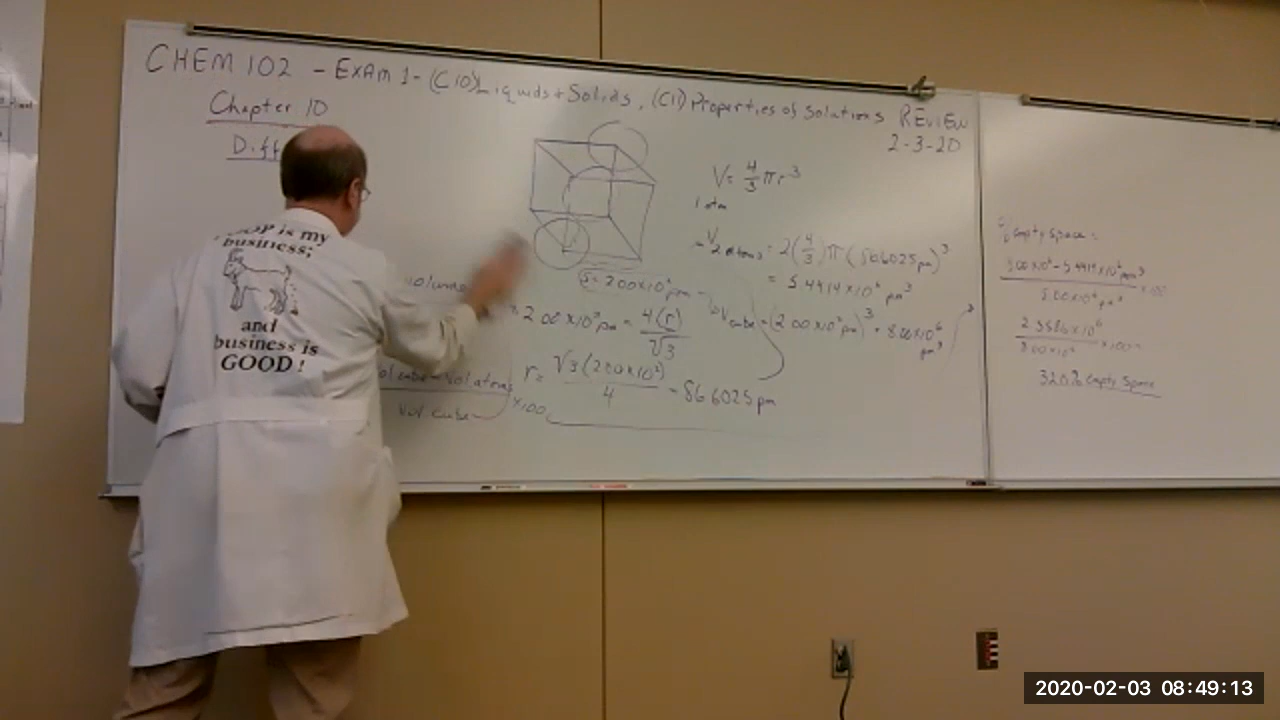 CHEM 102 - EXAM 1 - (C10) Liquids + Solids, (C11) Properties of Solutions REVIEW
2-3-20
Chapter 10
Diff
V = 4/3 πr³
1 atm
V 2 atoms = 2(4/3)π(86.6025pm)³
= 5.4414×10⁶ pm³
volume
S = 2.00×10² pm
2.00×10² pm = 4(r)/√3
V cube = (2.00×10² pm)³ = 8.00×10⁶ pm³
r = √3(2.00×10²)/4 = 86.6025pm
vol cube - vol atoms
vol. cube
×100
% Empty Space =
8.00×10⁶ - 5.4414×10⁶ pm³
8.00×10⁶ pm³
×100
2.5586×10⁶
8.00×10⁶
×100 =
32.0% Empty Space
is my
business;
and
business is
GOOD!
2020-02-03 08:49:13